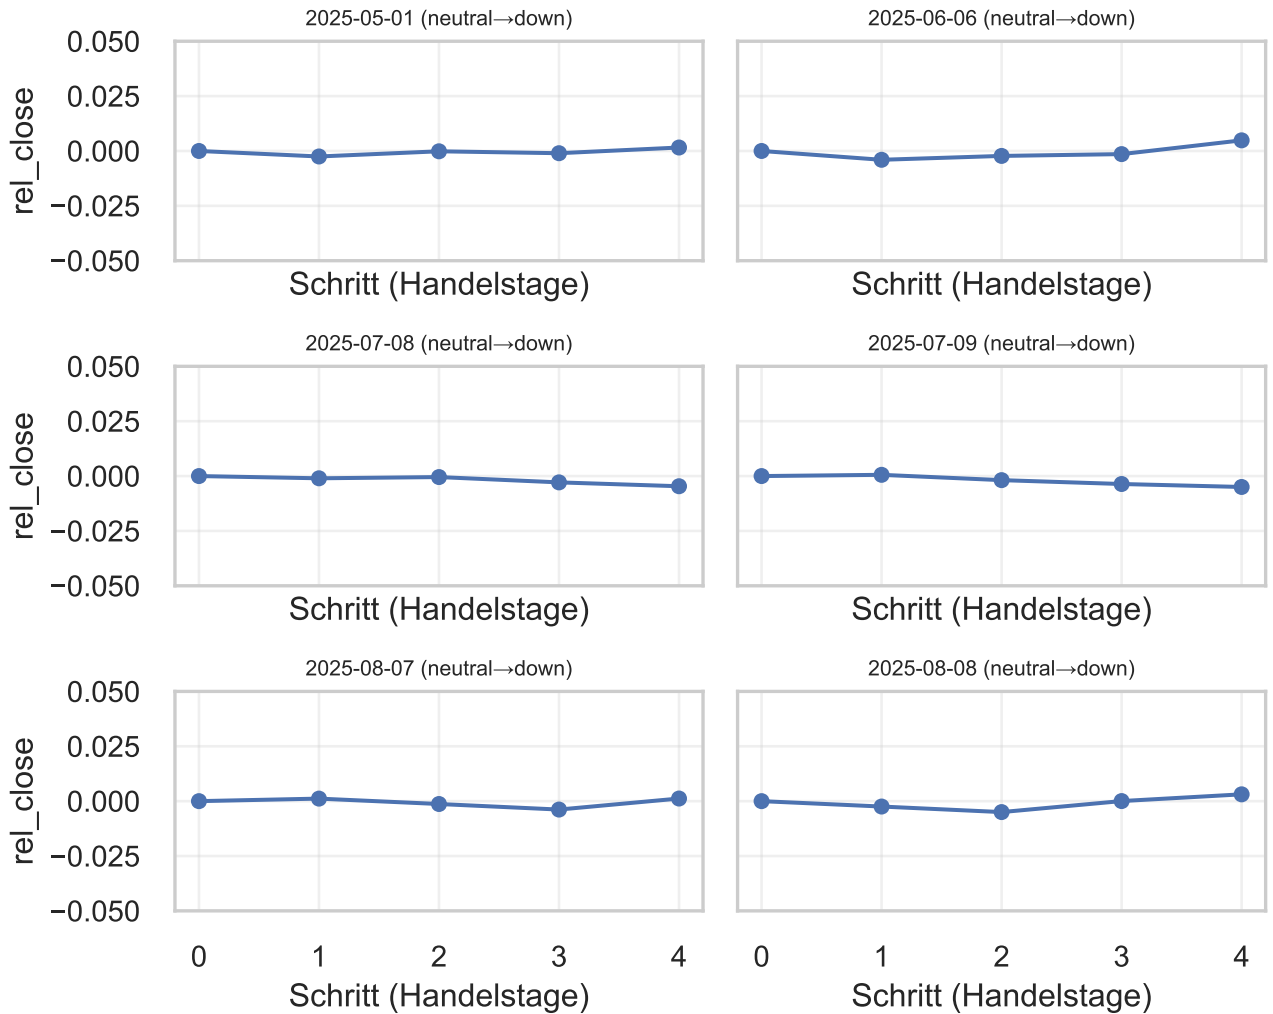 2025-05-01 (neutral→down)
2025-06-06 (neutral→down)
0.050
0.025
0.000
−0.025
−0.050
rel_close
Schritt (Handelstage)
Schritt (Handelstage)
2025-07-08 (neutral→down)
2025-07-09 (neutral→down)
0.050
0.025
0.000
−0.025
−0.050
rel_close
Schritt (Handelstage)
Schritt (Handelstage)
2025-08-07 (neutral→down)
2025-08-08 (neutral→down)
0.050
0.025
0.000
−0.025
−0.050
rel_close
0 1 2 3 4
0 1 2 3 4
Schritt (Handelstage)
Schritt (Handelstage)